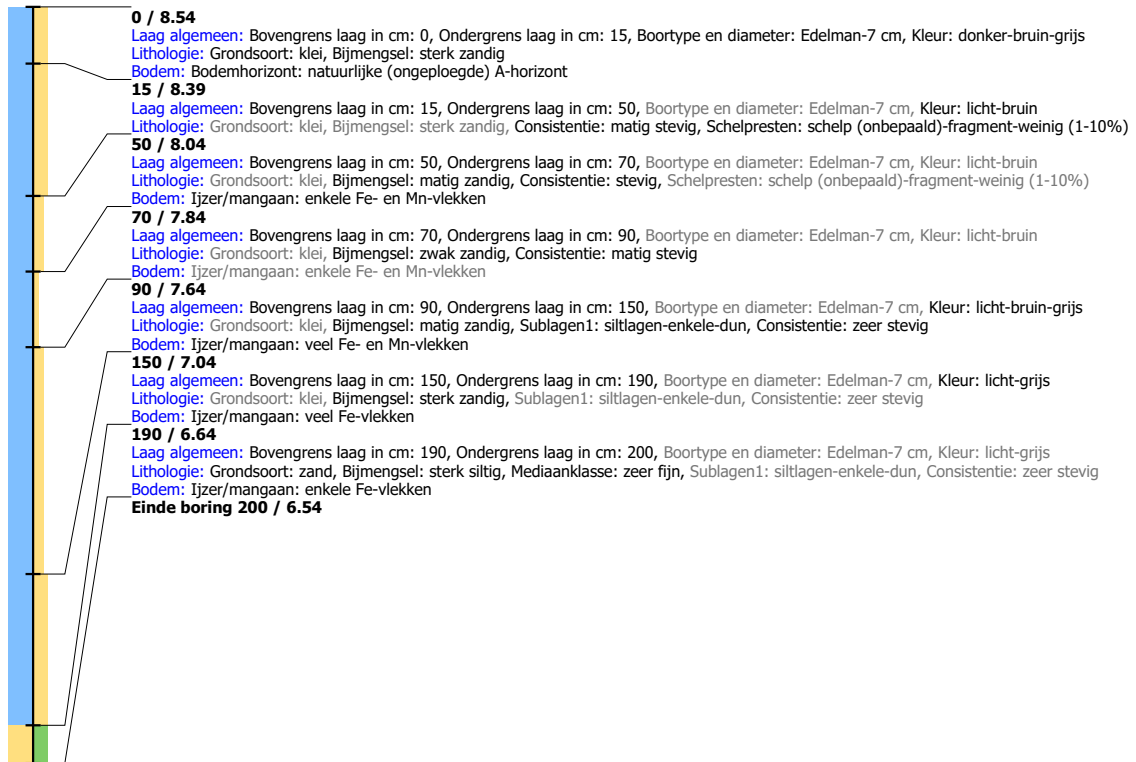 0 / 8.54
Laag algemeen: Bovengrens laag in cm: 0, Ondergrens laag in cm: 15, Boortype en diameter: Edelman-7 cm, Kleur: donker-bruin-grijs
Lithologie: Grondsoort: klei, Bijmengsel: sterk zandig
Bodem: Bodemhorizont: natuurlijke (ongeploegde) A-horizont
15 / 8.39
Laag algemeen: Bovengrens laag in cm: 15, Ondergrens laag in cm: 50, Boortype en diameter: Edelman-7 cm, Kleur: licht-bruin
Lithologie: Grondsoort: klei, Bijmengsel: sterk zandig, Consistentie: matig stevig, Schelpresten: schelp (onbepaald)-fragment-weinig (1-10%)
50 / 8.04
Laag algemeen: Bovengrens laag in cm: 50, Ondergrens laag in cm: 70, Boortype en diameter: Edelman-7 cm, Kleur: licht-bruin
Lithologie: Grondsoort: klei, Bijmengsel: matig zandig, Consistentie: stevig, Schelpresten: schelp (onbepaald)-fragment-weinig (1-10%)
Bodem: Ijzer/mangaan: enkele Fe- en Mn-vlekken
70 / 7.84
Laag algemeen: Bovengrens laag in cm: 70, Ondergrens laag in cm: 90, Boortype en diameter: Edelman-7 cm, Kleur: licht-bruin
Lithologie: Grondsoort: klei, Bijmengsel: zwak zandig, Consistentie: matig stevig
Bodem: Ijzer/mangaan: enkele Fe- en Mn-vlekken
90 / 7.64
Laag algemeen: Bovengrens laag in cm: 90, Ondergrens laag in cm: 150, Boortype en diameter: Edelman-7 cm, Kleur: licht-bruin-grijs
Lithologie: Grondsoort: klei, Bijmengsel: matig zandig, Sublagen1: siltlagen-enkele-dun, Consistentie: zeer stevig
Bodem: Ijzer/mangaan: veel Fe- en Mn-vlekken
150 / 7.04
Laag algemeen: Bovengrens laag in cm: 150, Ondergrens laag in cm: 190, Boortype en diameter: Edelman-7 cm, Kleur: licht-grijs
Lithologie: Grondsoort: klei, Bijmengsel: sterk zandig, Sublagen1: siltlagen-enkele-dun, Consistentie: zeer stevig
Bodem: Ijzer/mangaan: veel Fe-vlekken
190 / 6.64
Laag algemeen: Bovengrens laag in cm: 190, Ondergrens laag in cm: 200, Boortype en diameter: Edelman-7 cm, Kleur: licht-grijs
Lithologie: Grondsoort: zand, Bijmengsel: sterk siltig, Mediaanklasse: zeer fijn, Sublagen1: siltlagen-enkele-dun, Consistentie: zeer stevig
Bodem: Ijzer/mangaan: enkele Fe-vlekken
Einde boring 200 / 6.54